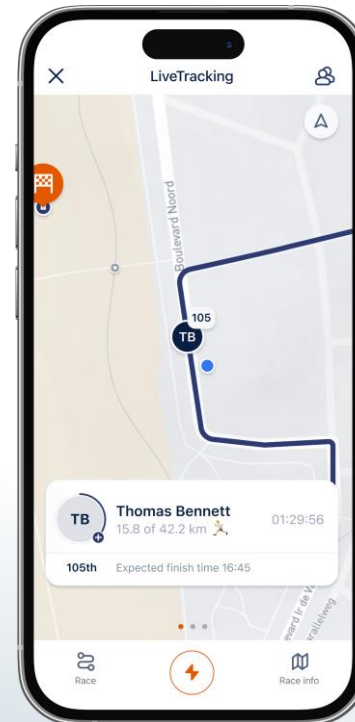 LiveTracking
Boulevard Noord
105
TB
TB
Thomas Bennett
15.8 of 42.2 km
01:29:56
105th
Expected finish time 16:45
Race
Race info